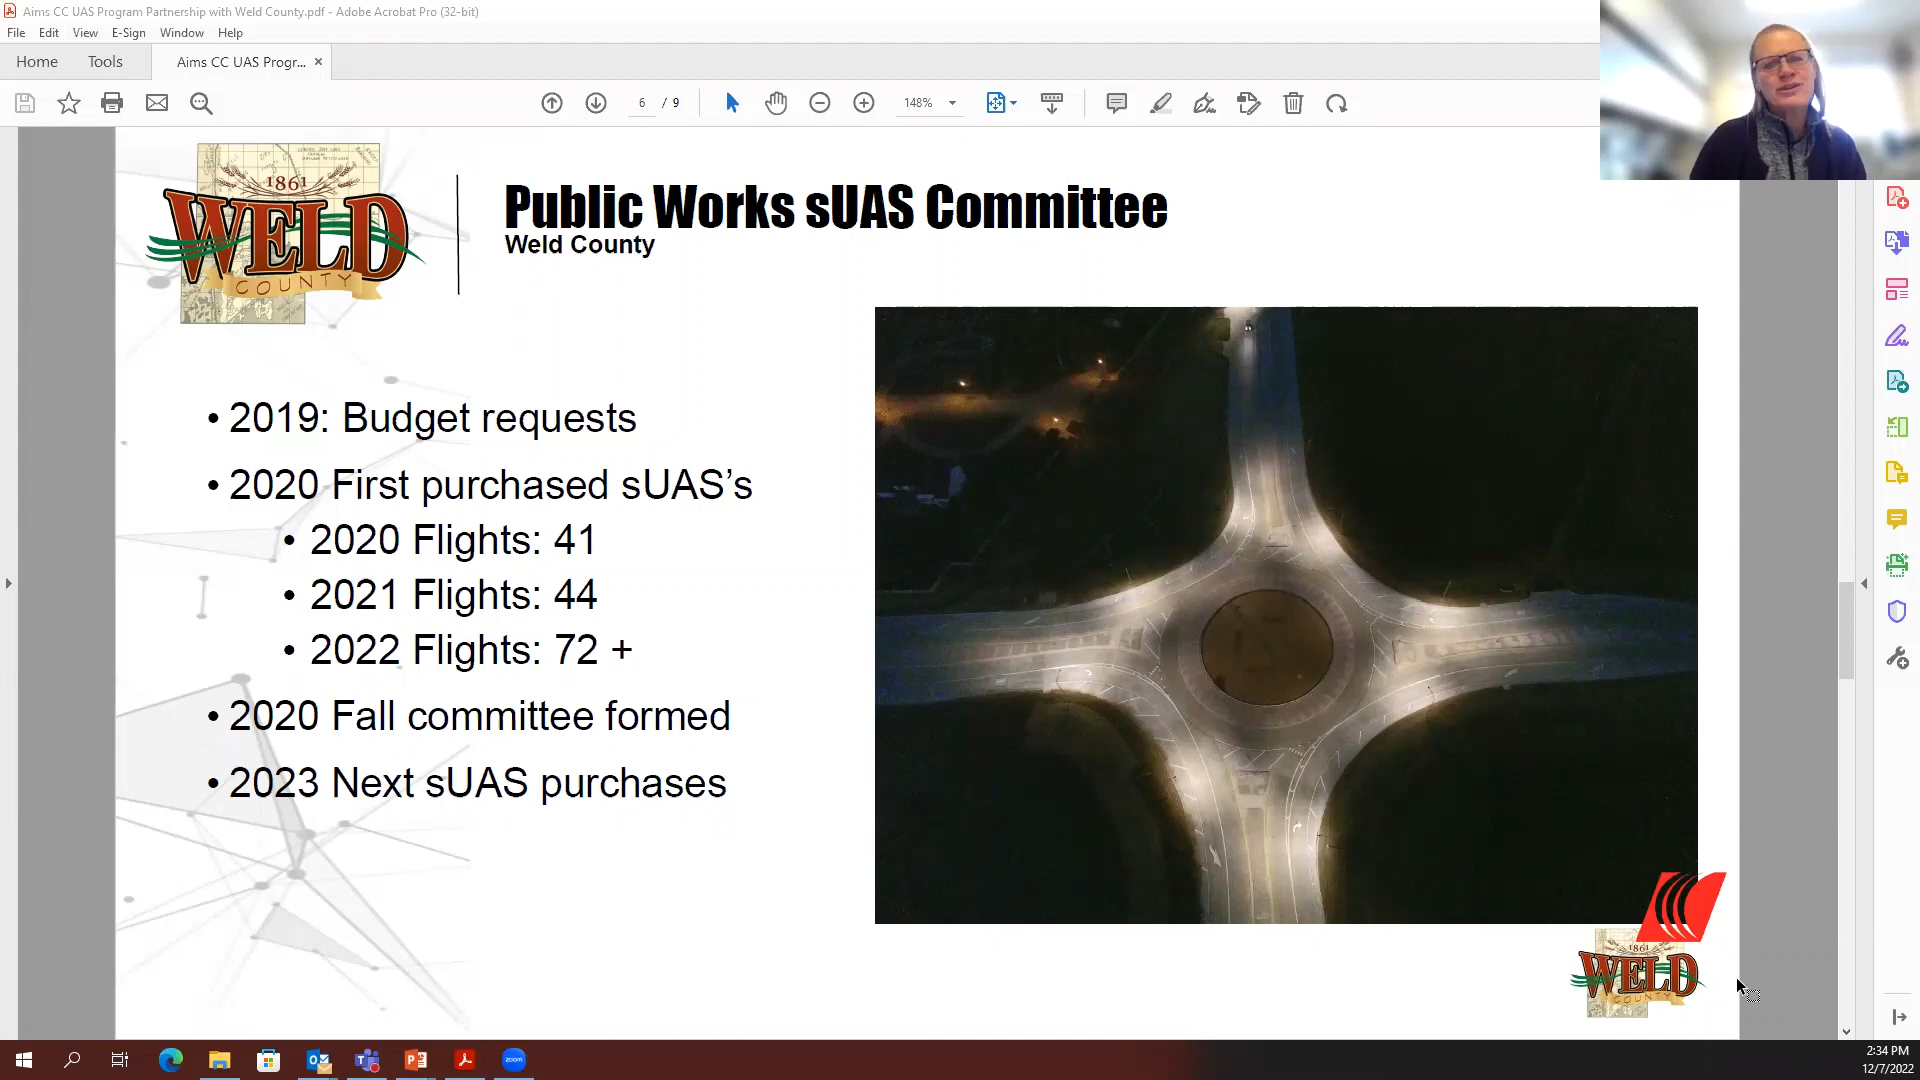 Aims CC UAS Program Partnership with Weld County.pdf - Adobe Acrobat Pro (32-bit)
File Edit View E-Sign Window Help
Home Tools Aims CC UAS Progr... ×
6 / 9 148%
1861
WELD
COUNTY
Public Works sUAS Committee
Weld County
• 2019: Budget requests
• 2020 First purchased sUAS’s
• 2020 Flights: 41
• 2021 Flights: 44
• 2022 Flights: 72 +
• 2020 Fall committee formed
• 2023 Next sUAS purchases
1861
WELD
COUNTY
zoom
2:34 PM
12/7/2022